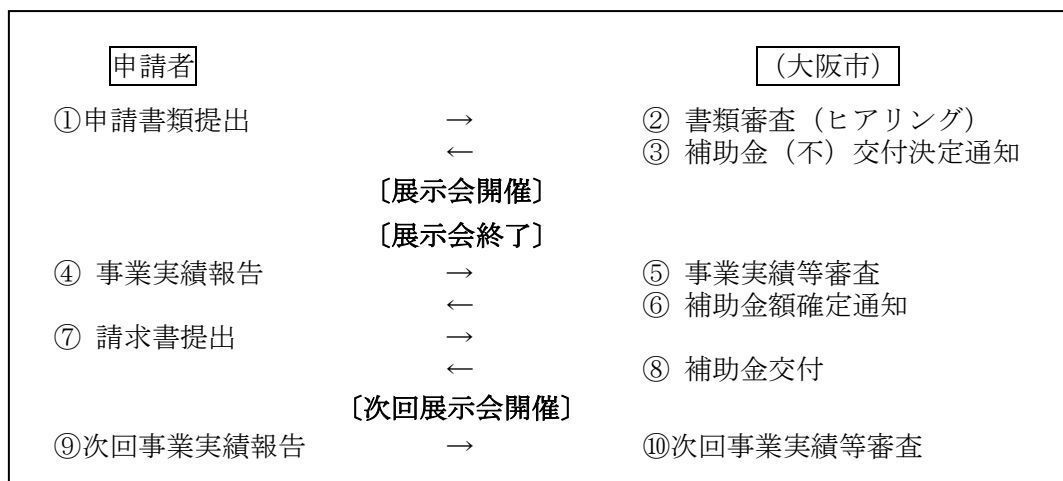 申請者 （大阪市）
①申請書類提出 → ② 書類審査（ヒアリング）
← ③ 補助金（不）交付決定通知
〔展示会開催〕
〔展示会終了〕
④ 事業実績報告 → ⑤ 事業実績等審査
← ⑥ 補助金額確定通知
⑦ 請求書提出 →
← ⑧ 補助金交付
〔次回展示会開催〕
⑨次回事業実績報告 → ⑩次回事業実績等審査